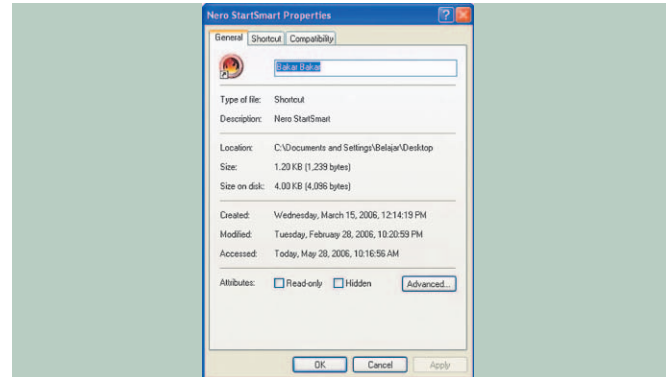 Nero StartSmart Properties
General Shortcut Compatibility
Bakar Bakar
Type of file: Shortcut
Description: Nero StartSmart
Location: C:\Documents and Settings\Belajar\Desktop
Size: 1.20 KB (1,239 bytes)
Size on disk: 4.00 KB (4,096 bytes)
Created: Wednesday, March 15, 2006, 12:14:19 PM
Modified: Tuesday, February 28, 2006, 10:20:59 PM
Accessed: Today, May 28, 2006, 10:16:56 AM
Attributes: Read-only Hidden Advanced...
OK Cancel Apply